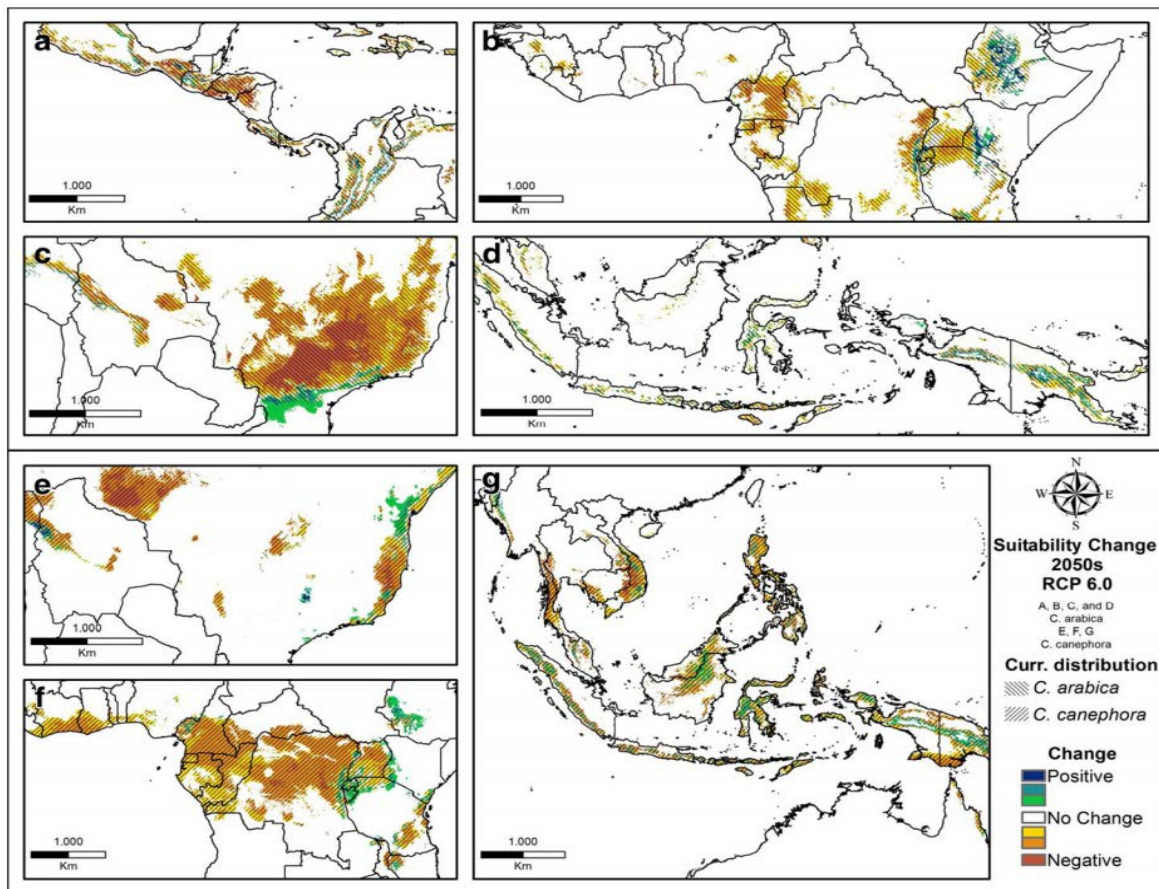 a
1.000
Km
b
1.000
Km
c
1.000
Km
d
1.000
Km
e
1.000
Km
f
1.000
Km
g
1.000
Km
N
W E
S
Suitability Change
2050s
RCP 6.0
A, B, C, and D
C. arabica
E, F, G
C. canephora
Curr. distribution
C. arabica
C. canephora
Change
Positive
No Change
Negative